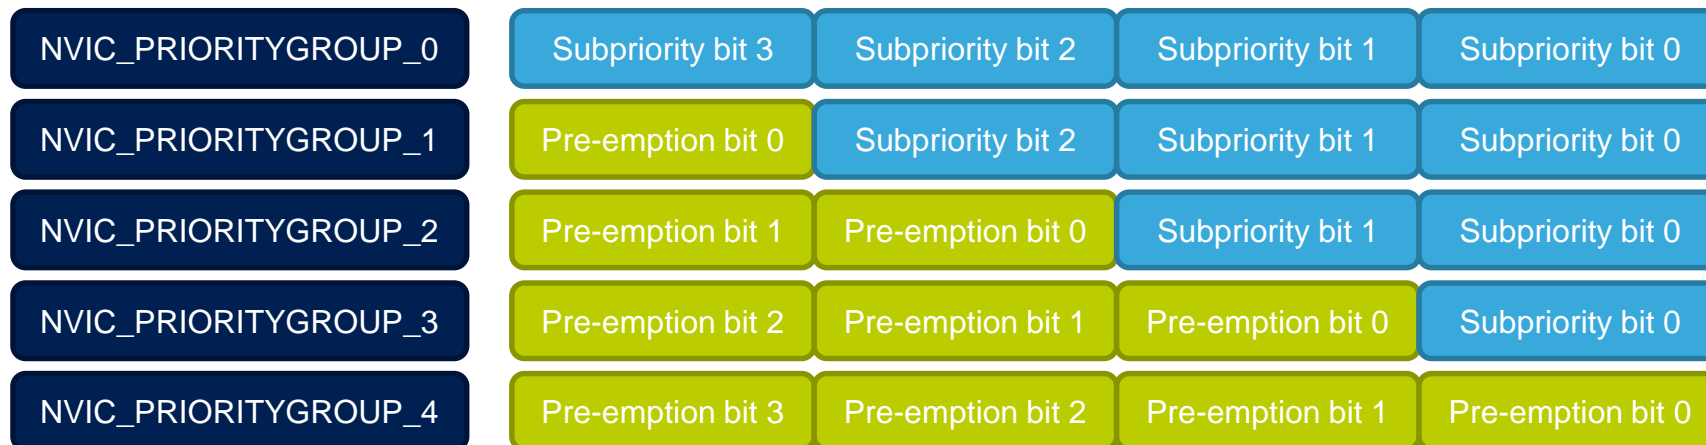 NVIC_PRIORITYGROUP_0 Subpriority bit 3 Subpriority bit 2 Subpriority bit 1 Subpriority bit 0
NVIC_PRIORITYGROUP_1 Pre-emption bit 0 Subpriority bit 2 Subpriority bit 1 Subpriority bit 0
NVIC_PRIORITYGROUP_2 Pre-emption bit 1 Pre-emption bit 0 Subpriority bit 1 Subpriority bit 0
NVIC_PRIORITYGROUP_3 Pre-emption bit 2 Pre-emption bit 1 Pre-emption bit 0 Subpriority bit 0
NVIC_PRIORITYGROUP_4 Pre-emption bit 3 Pre-emption bit 2 Pre-emption bit 1 Pre-emption bit 0